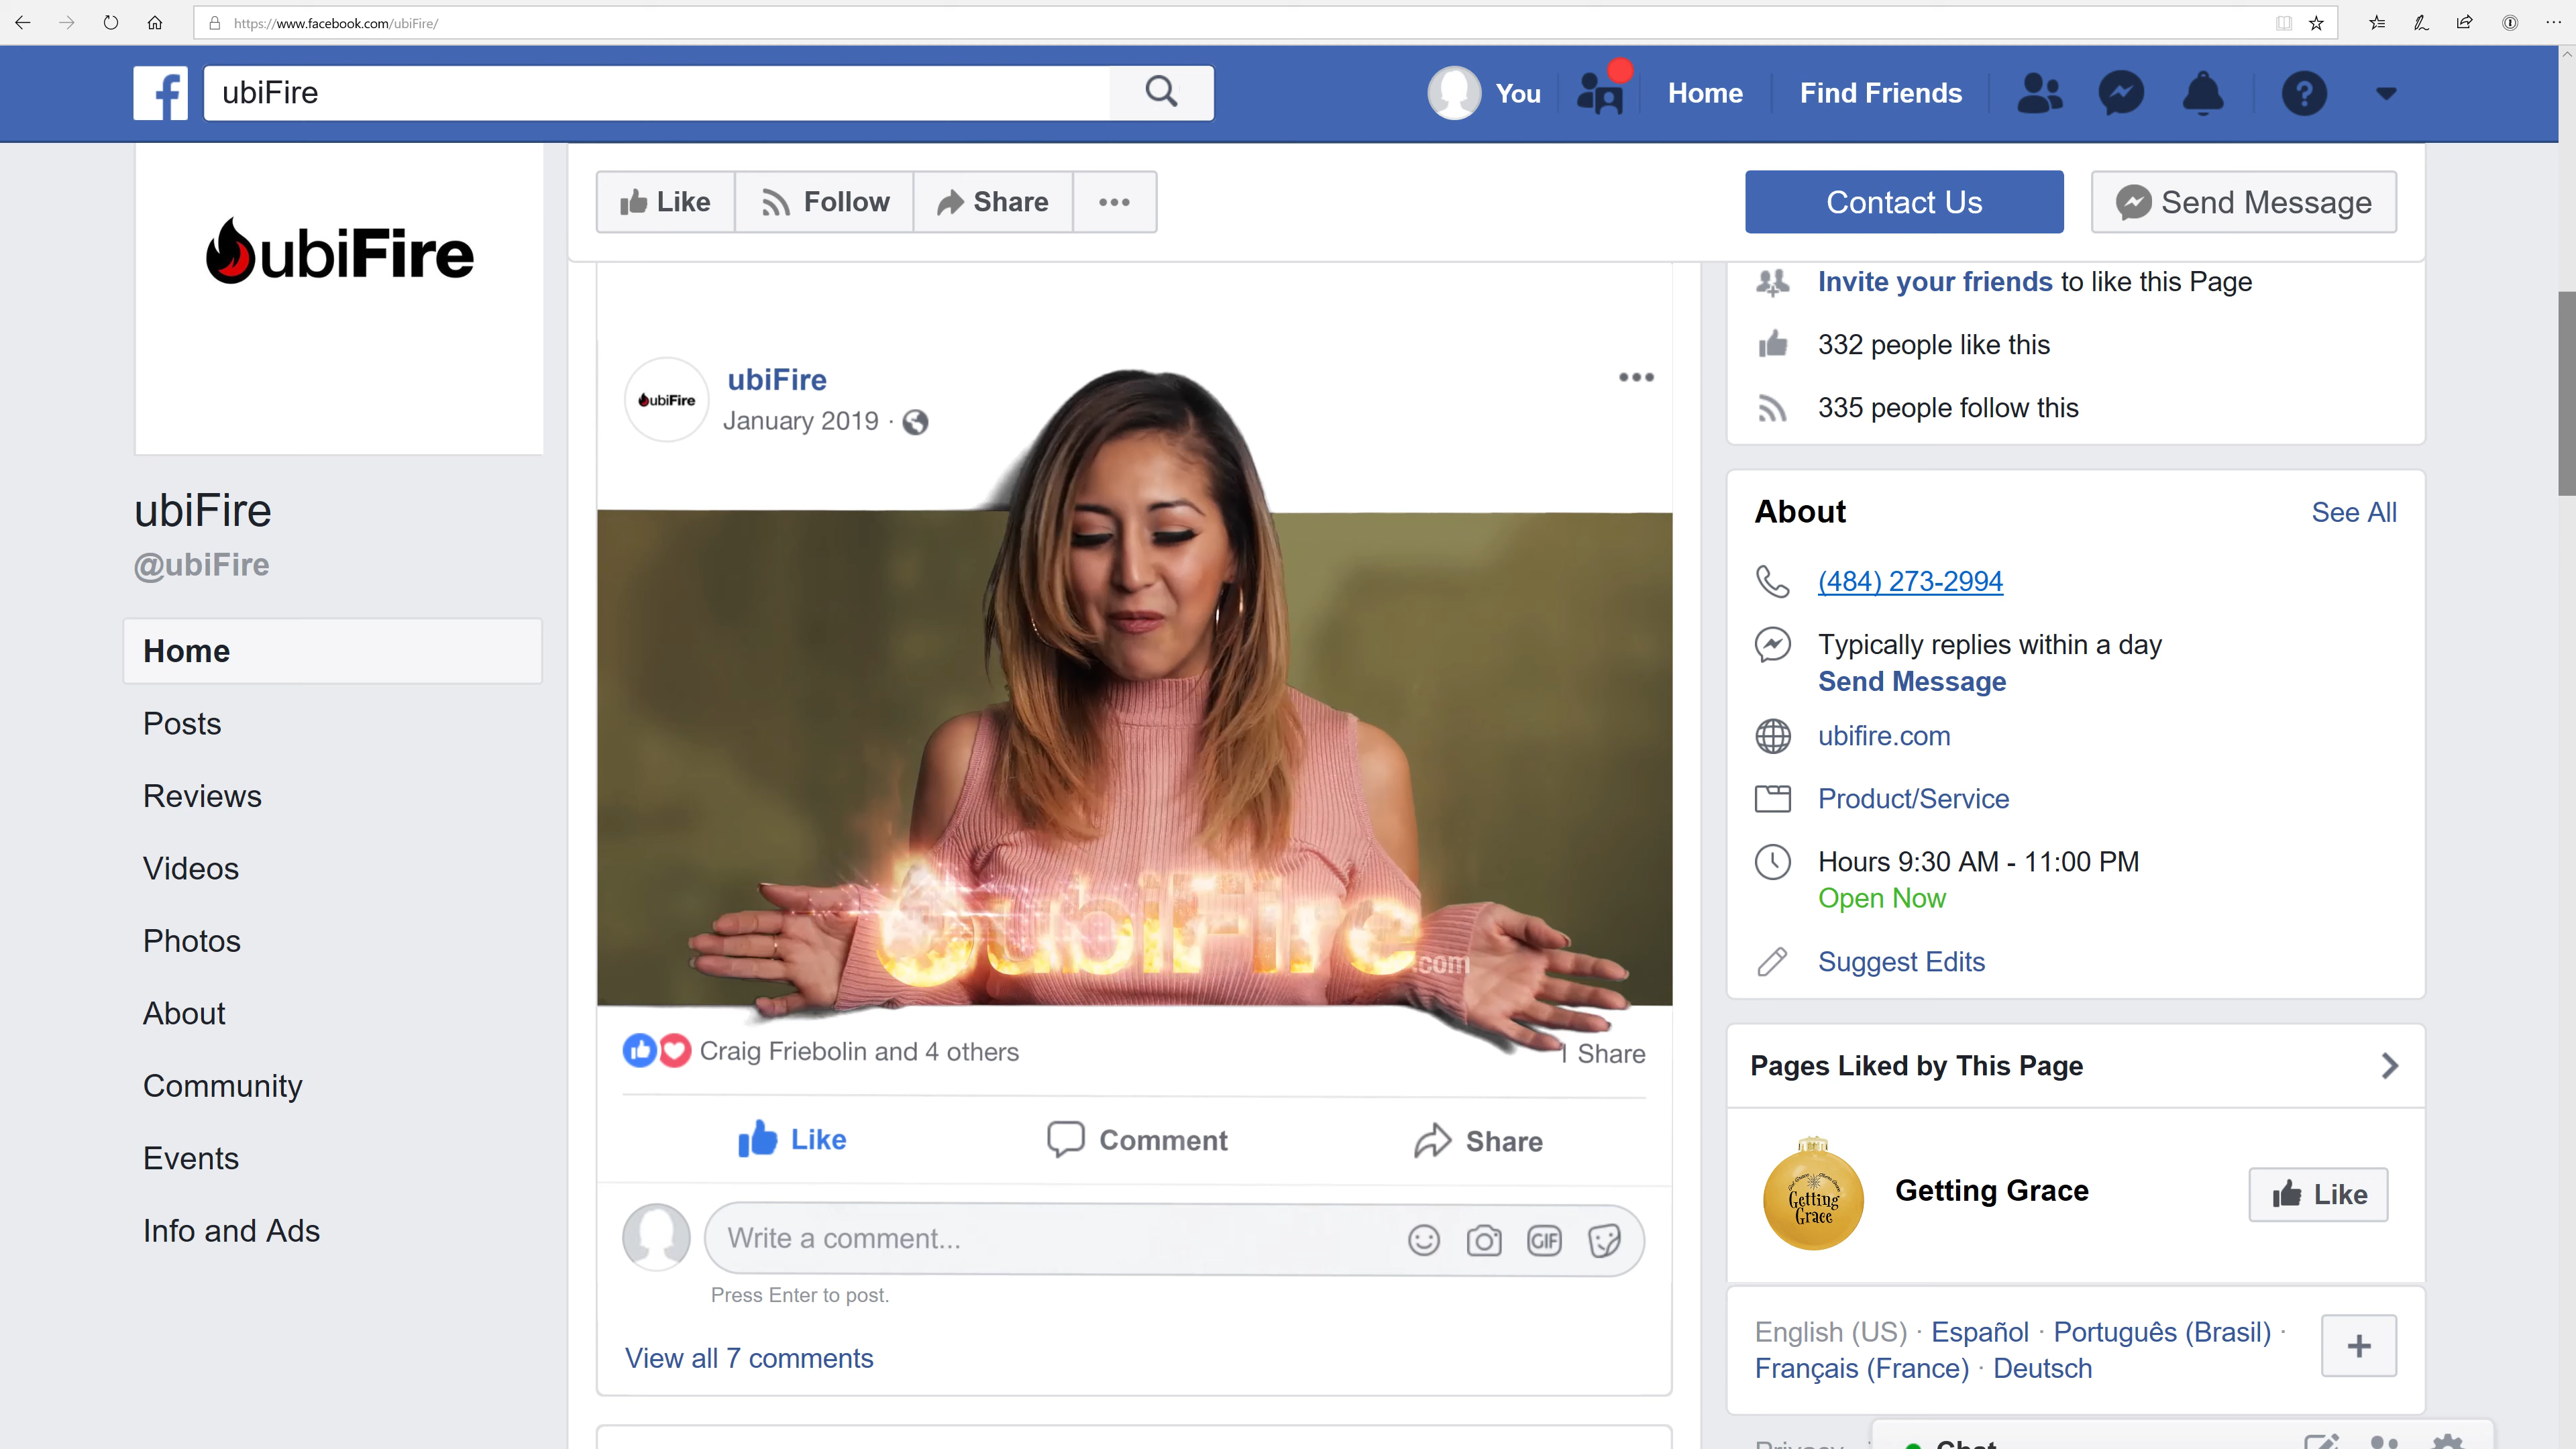 https://www.facebook.com/ubiFire/
ubiFire
You
Home
Find Friends
ubiFire
Like
Follow
Share
Contact Us
Send Message
ubiFire
@ubiFire
Home
Posts
Reviews
Videos
Photos
About
Community
Events
Info and Ads
ubiFire
ubiFire
January 2019 ·
ubiFire.com
Craig Friebolin and 4 others
1 Share
Like
Comment
Share
Write a comment...
GIF
Press Enter to post.
View all 7 comments
Invite your friends to like this Page
332 people like this
335 people follow this
About
See All
(484) 273-2994
Typically replies within a day
Send Message
ubifire.com
Product/Service
Hours 9:30 AM - 11:00 PM
Open Now
Suggest Edits
Pages Liked by This Page
Getting
Grace
Getting Grace
Like
English (US) · Español · Português (Brasil) ·
Français (France) · Deutsch
Privacy ·
Chat